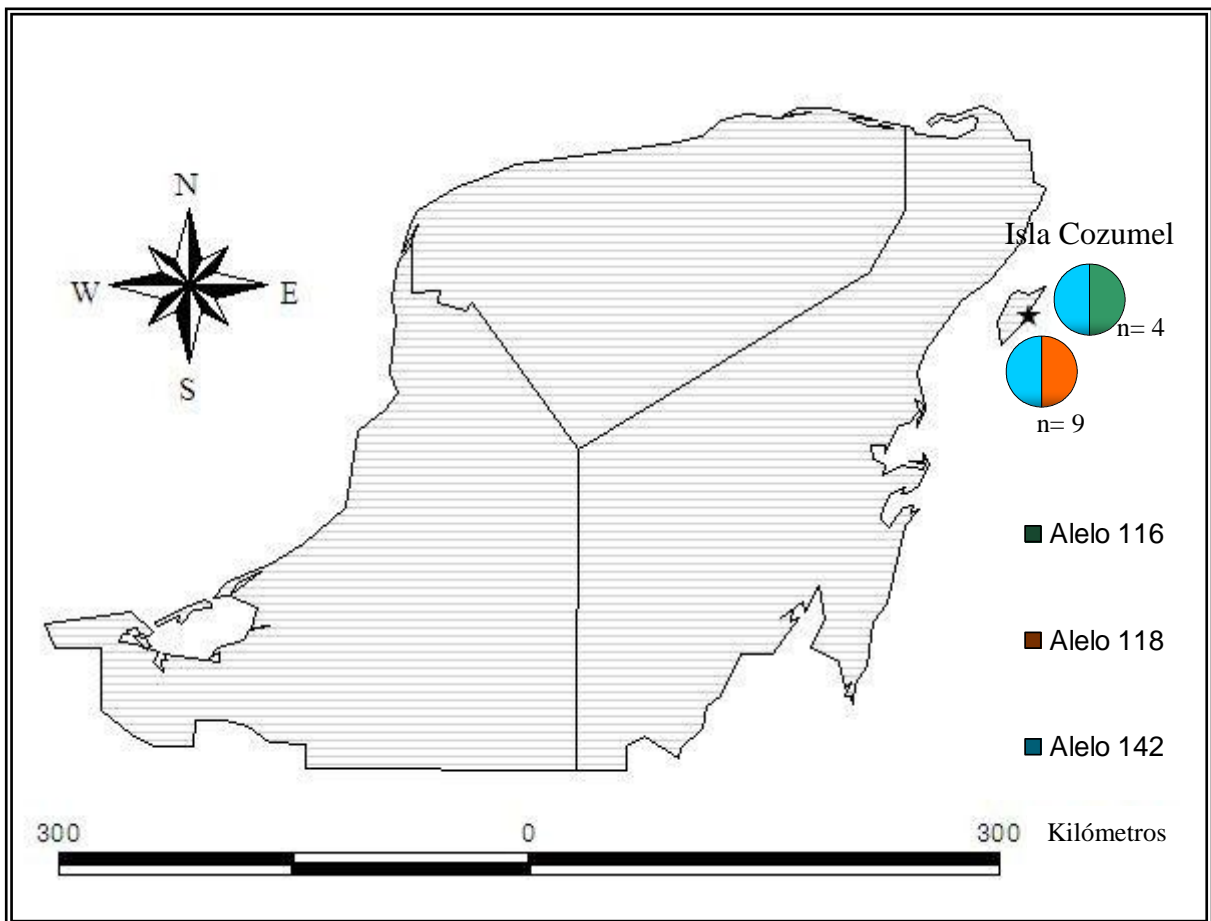 N
Isla Cozumel
W
E
n= 4
S
n= 9
Alelo 116
Alelo 118
Alelo 142
300
0
300
Kilómetros